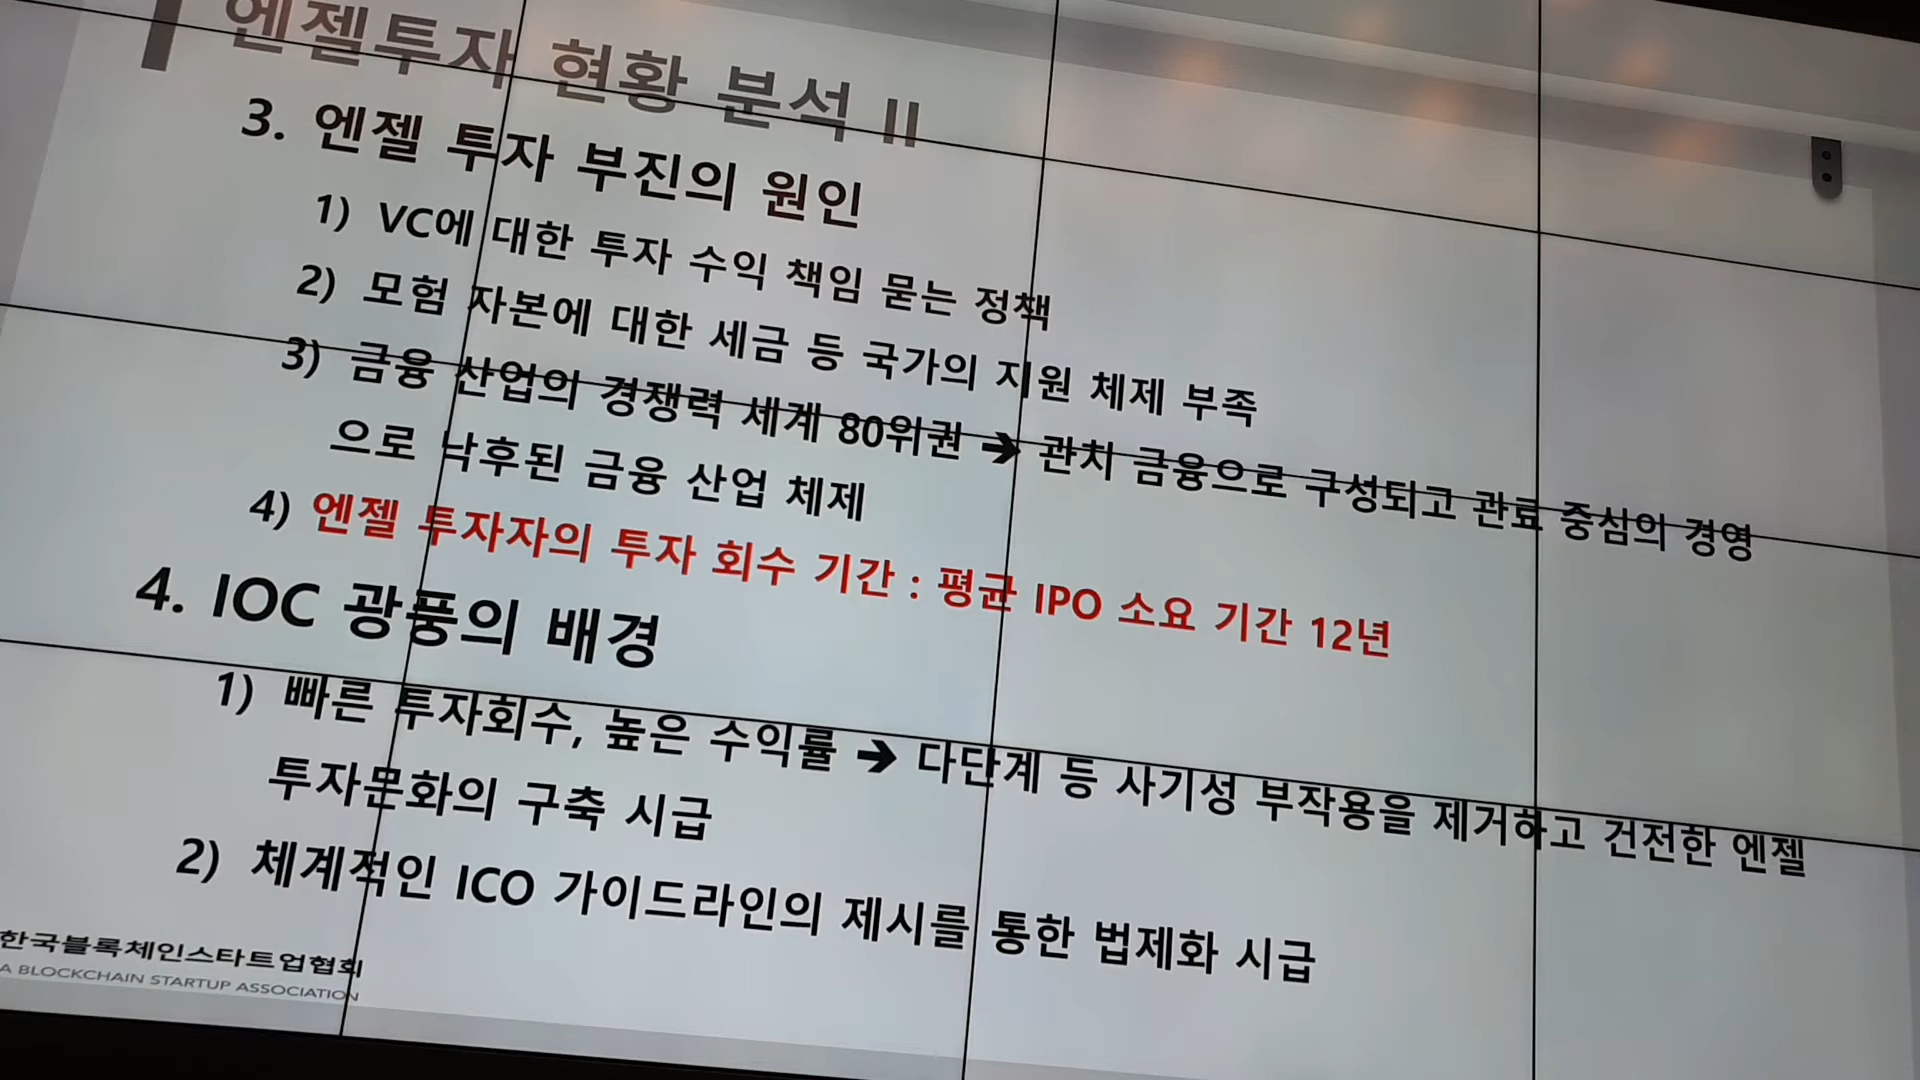 엔젤투자 현황 분석 II
3. 엔젤 투자 부진의 원인
1) VC에 대한 투자 수익 책임 묻는 정책
2) 모험 자본에 대한 세금 등 국가의 지원 체제 부족
3) 금융 산업의 경쟁력 세계 80위권 ➔ 관치 금융으로 구성되고 관료 중심의 경영
으로 낙후된 금융 산업 체제
4) 엔젤 투자자의 투자 회수 기간 : 평균 IPO 소요 기간 12년
4. IOC 광풍의 배경
1) 빠른 투자회수, 높은 수익률 ➔ 다단계 등 사기성 부작용을 제거하고 건전한 엔젤
투자문화의 구축 시급
2) 체계적인 ICO 가이드라인의 제시를 통한 법제화 시급
한국블록체인스타트업협회
A BLOCKCHAIN STARTUP ASSOCIATION